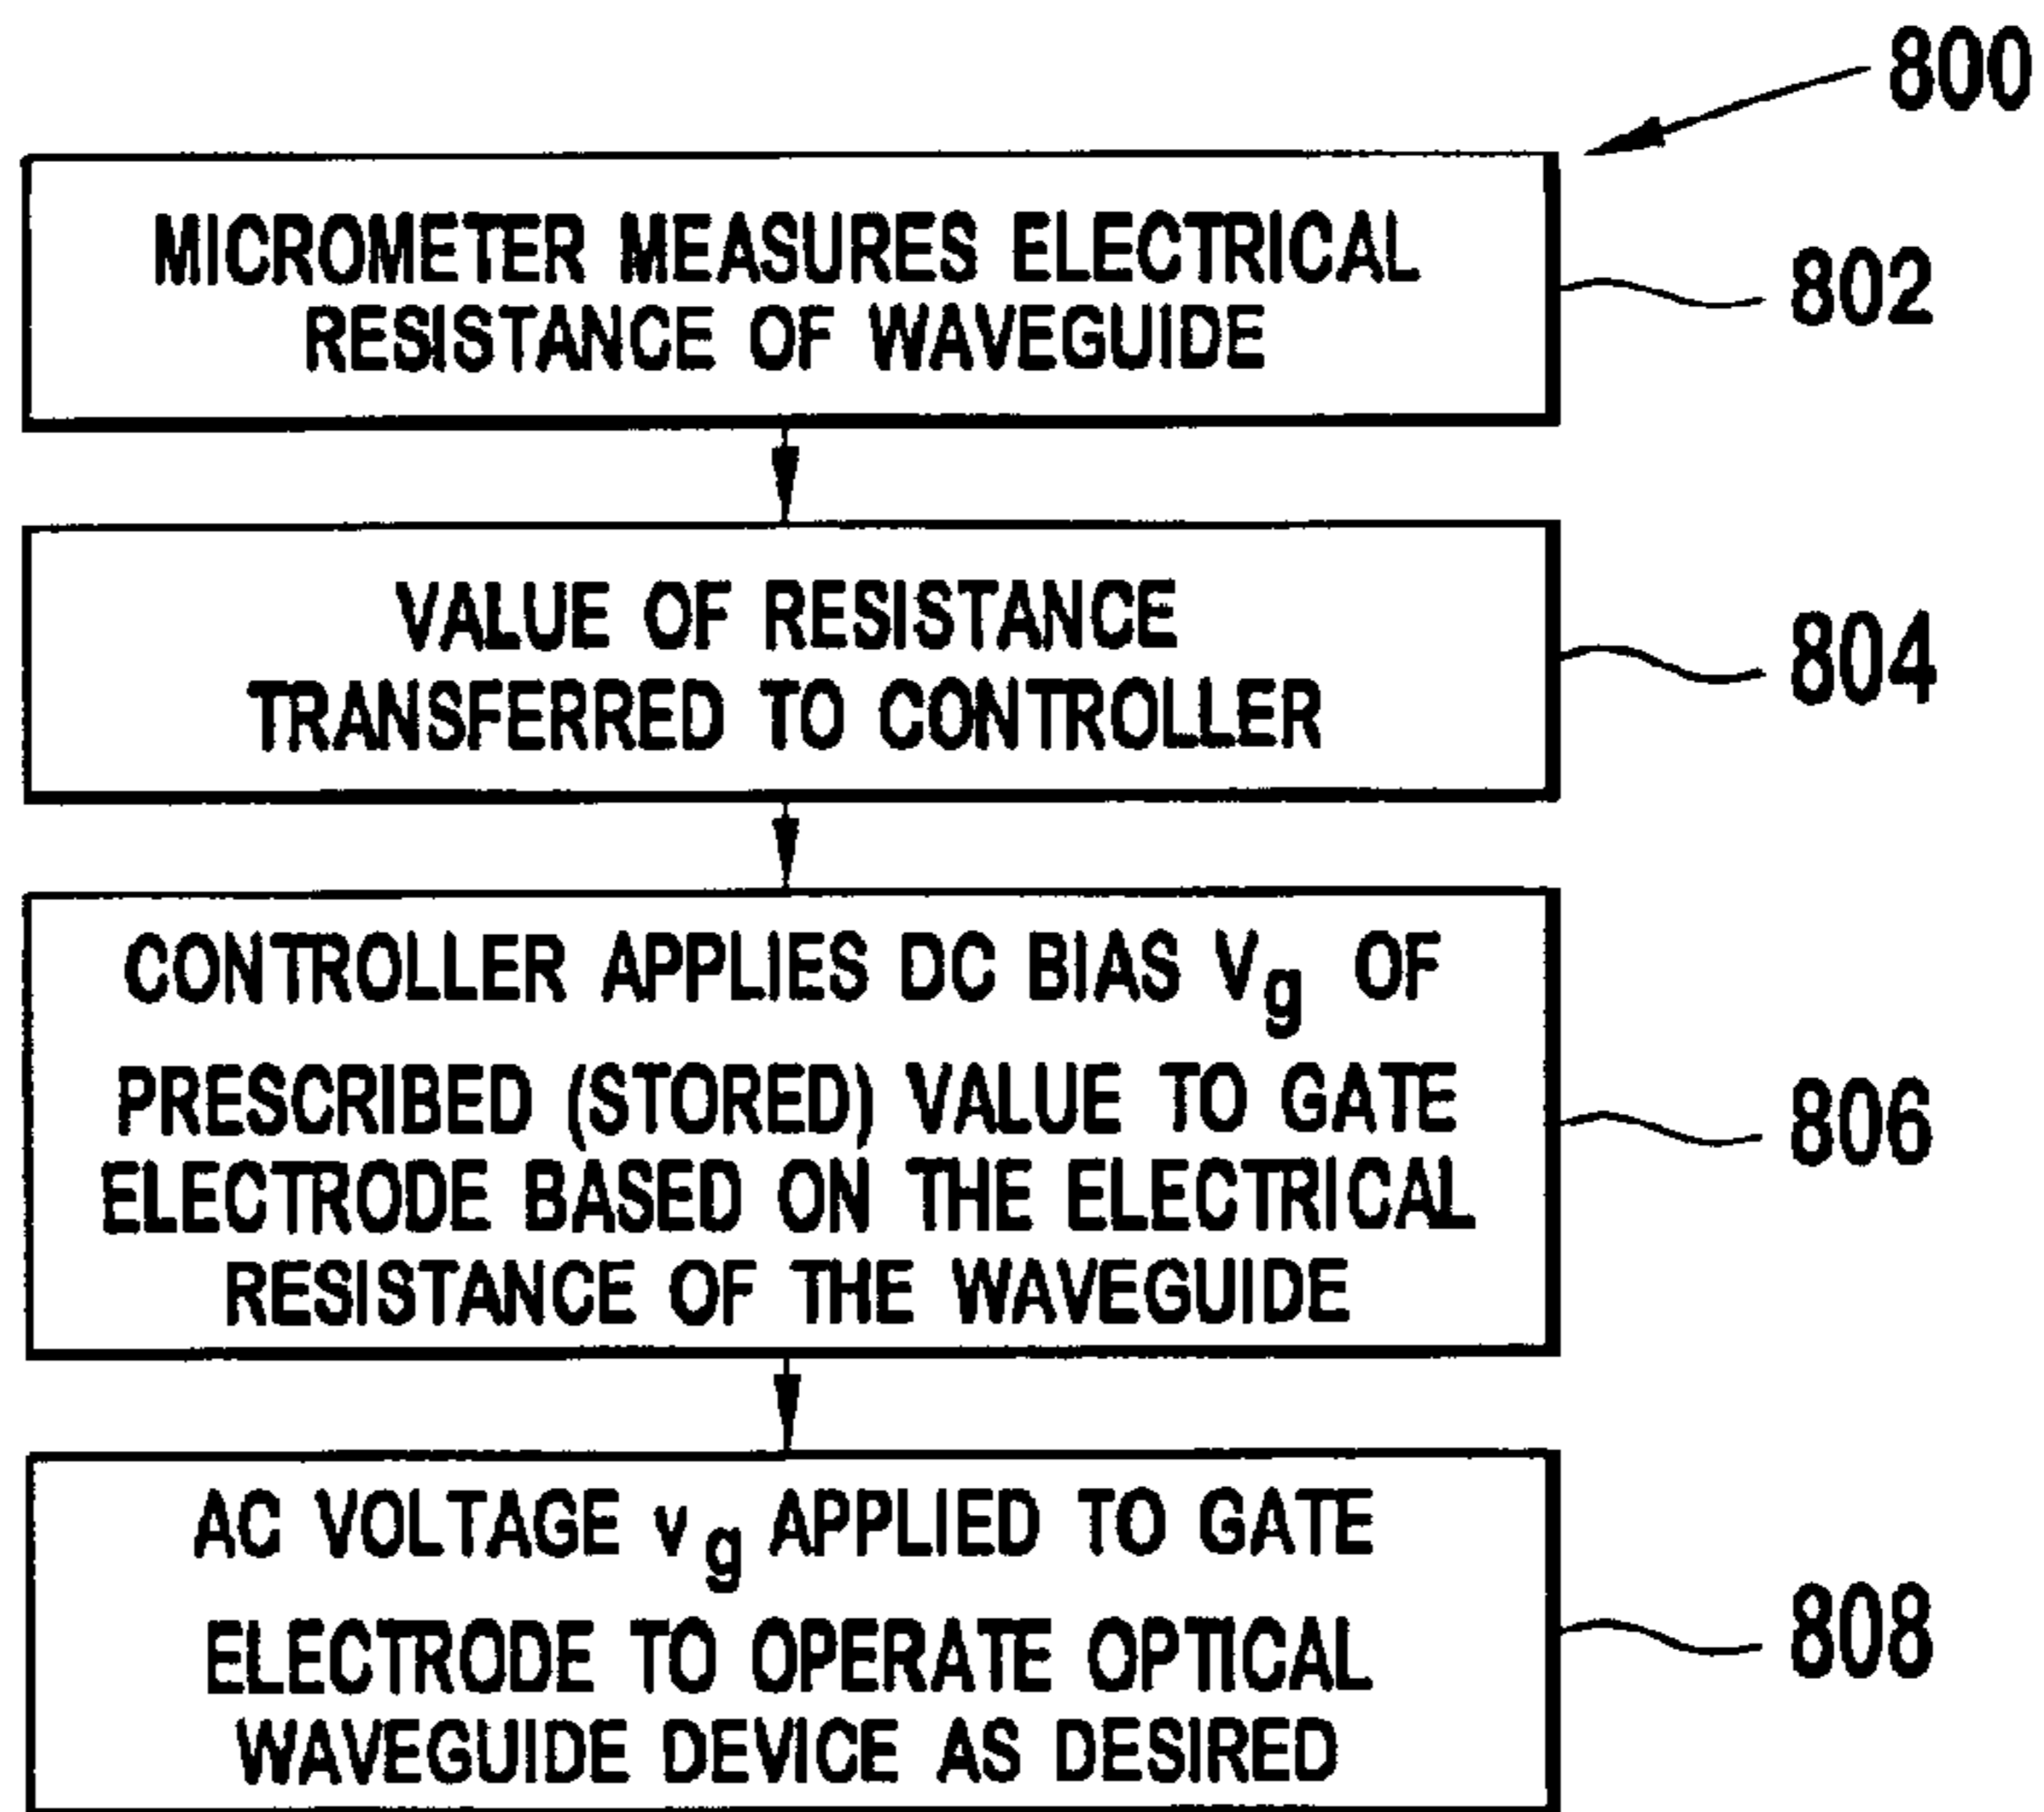 800
MICROMETER MEASURES ELECTRICAL
RESISTANCE OF WAVEGUIDE
802
VALUE OF RESISTANCE
TRANSFERRED TO CONTROLLER
804
CONTROLLER APPLIES DC BIAS Vg OF
PRESCRIBED (STORED) VALUE TO GATE
ELECTRODE BASED ON THE ELECTRICAL
RESISTANCE OF THE WAVEGUIDE
806
AC VOLTAGE vg APPLIED TO GATE
ELECTRODE TO OPERATE OPTICAL
WAVEGUIDE DEVICE AS DESIRED
808